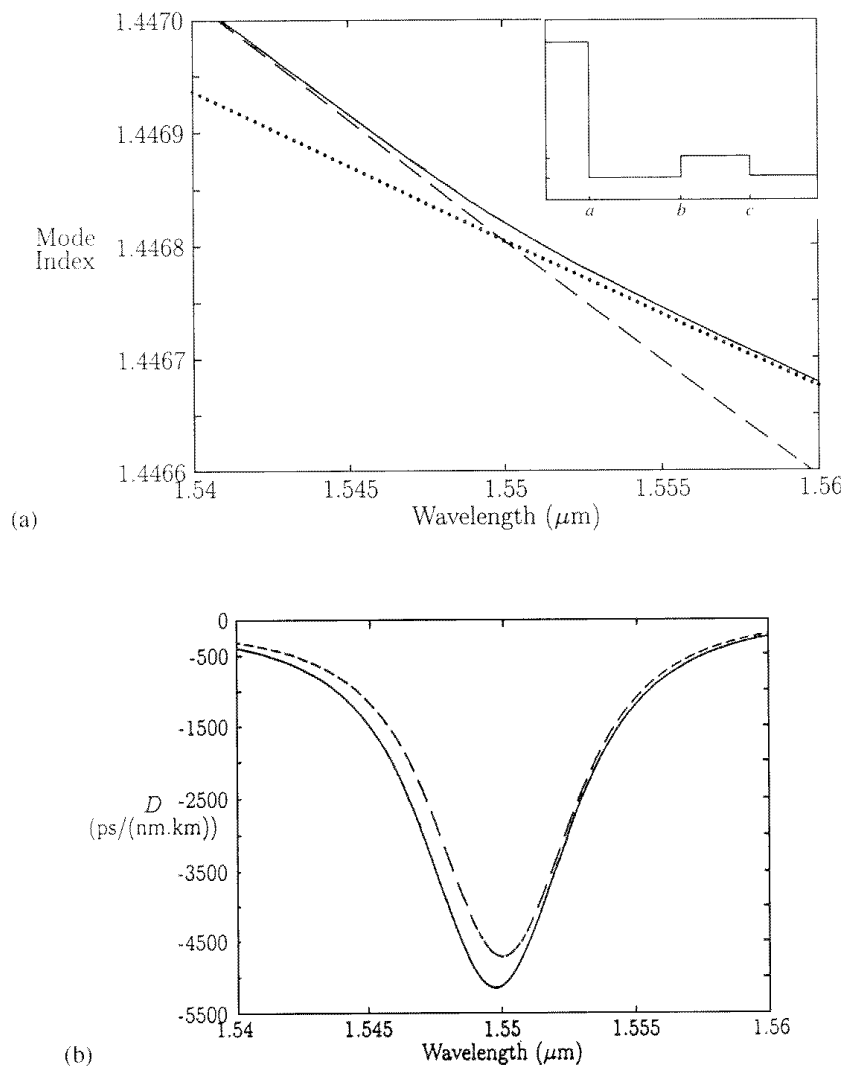 1.4470
1.4469
Mode
Index
1.4468
1.4467
1.4466
a b c
1.54 1.545 1.55 1.555 1.56
Wavelength (μm)
(a)
0
-500
-1500
-2500
D
(ps/(nm.km))
-3500
-4500
-5500
1.54 1.545 1.55 1.555 1.56
Wavelength (μm)
(b)